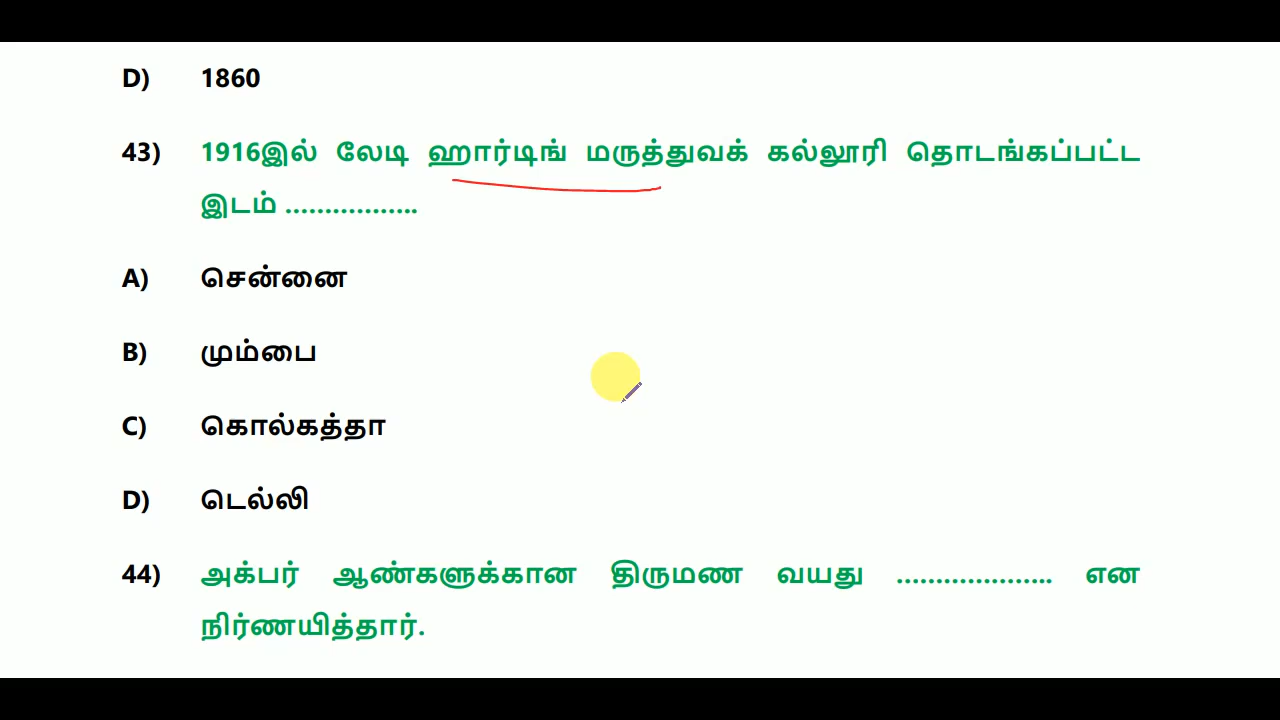 D) 1860
43) 1916இல் லேடி ஹார்டிங் மருத்துவக் கல்லூரி தொடங்கப்பட்ட
இடம் .................
A) சென்னை
B) மும்பை
C) கொல்கத்தா
D) டெல்லி
44) அக்பர் ஆண்களுக்கான திருமண வயது .................... என
நிர்ணயித்தார்.